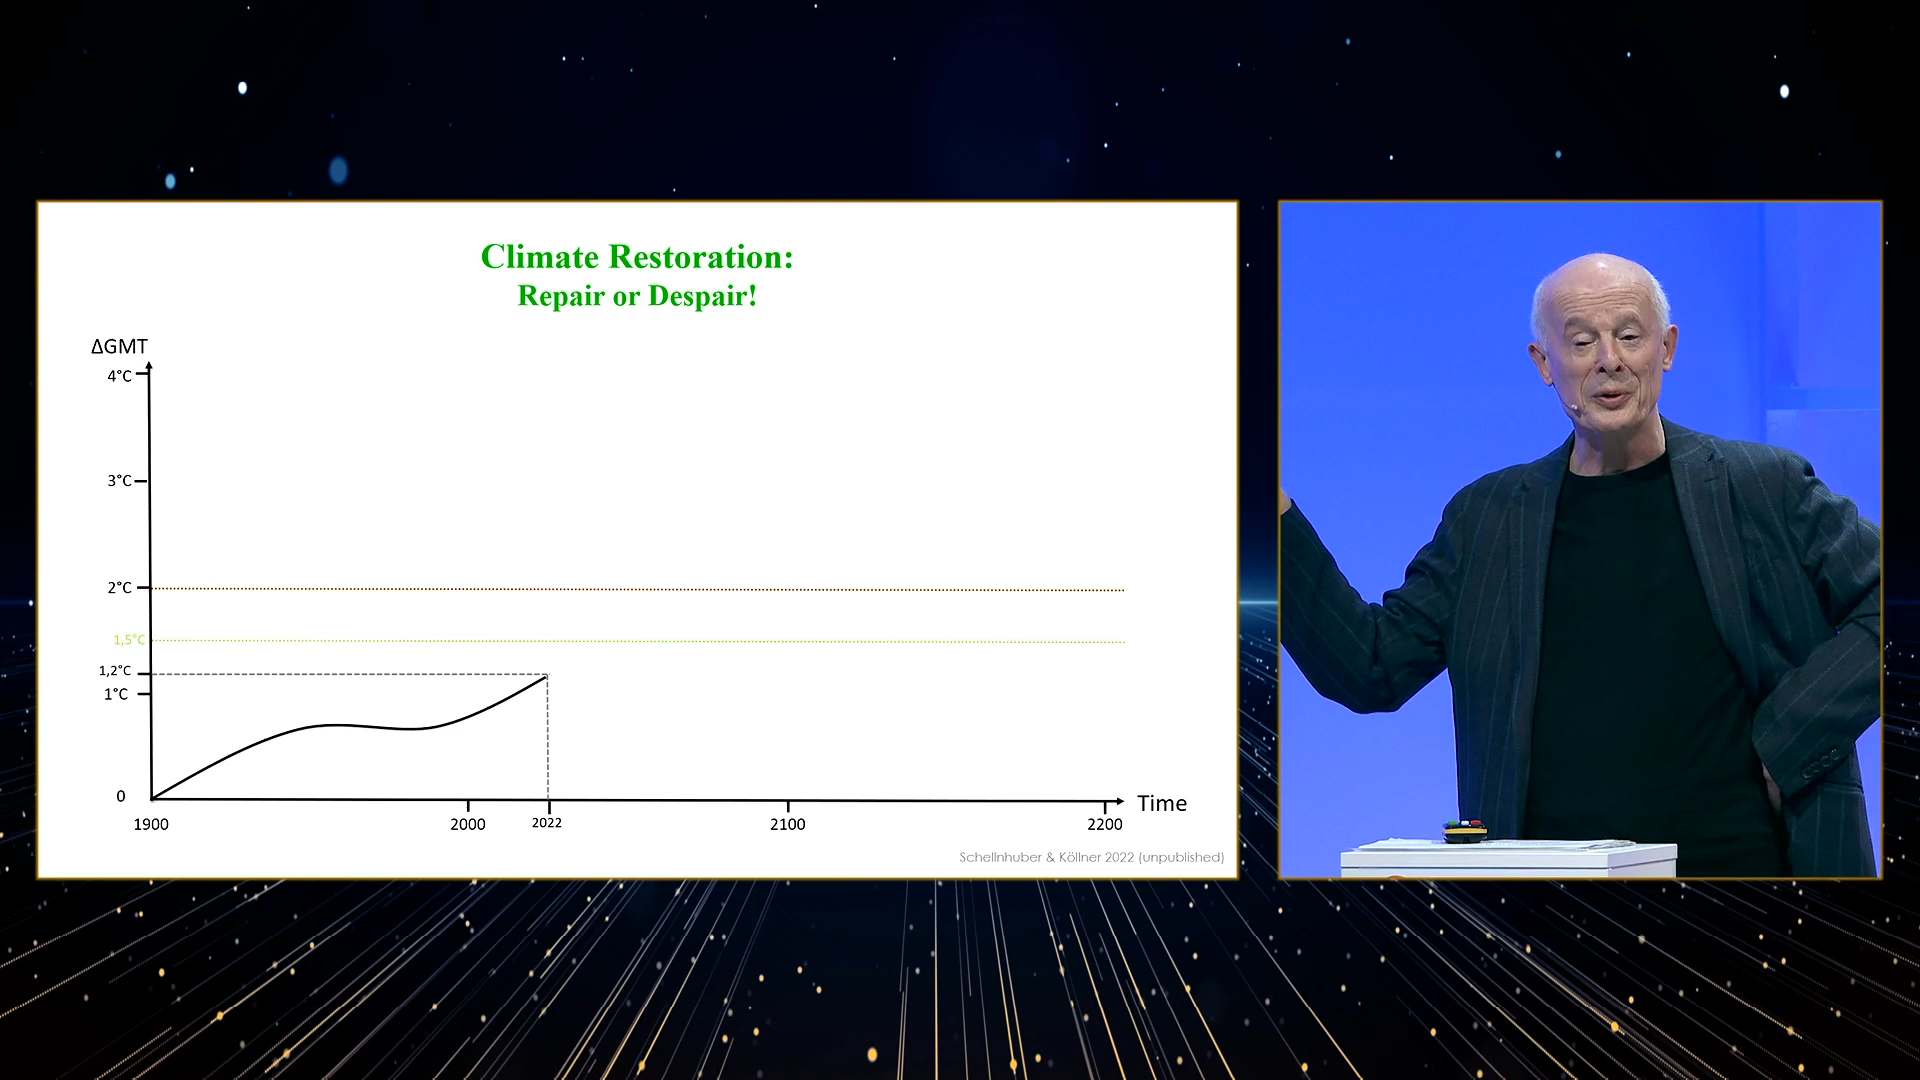 Climate Restoration:
Repair or Despair!
ΔGMT
4°C
3°C
2°C
1,5°C
1,2°C
1°C
0
Time
1900
2000
2022
2100
2200
Schellnhuber & Köllner 2022 (unpublished)